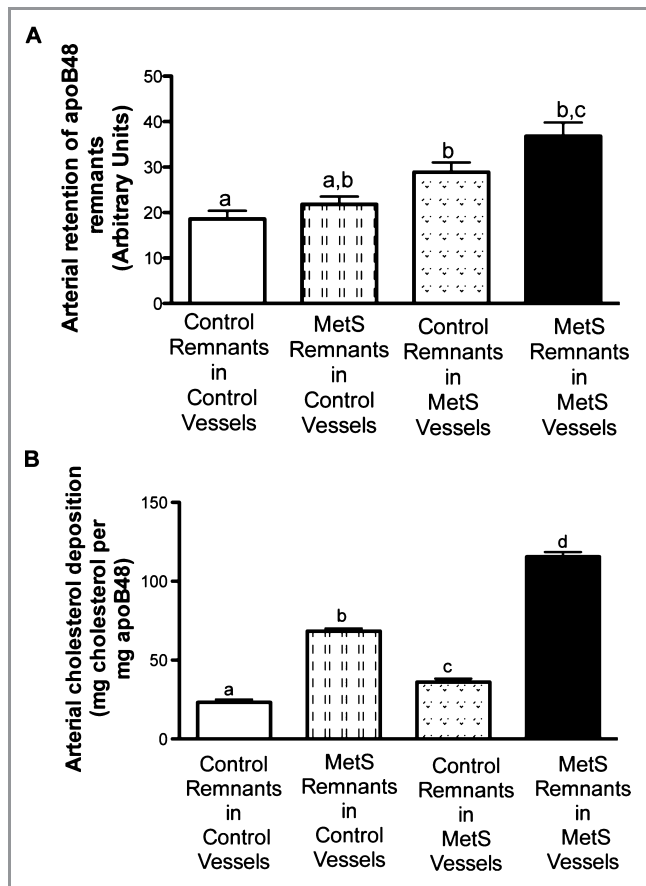 A
Arterial retention of apoB48
remnants
(Arbitrary Units)
50
40
30
20
10
0
a
a,b
b
b,c
Control
Remnants
in
Control
Vessels
MetS
Remnants
in
Control
Vessels
Control
Remnants
in
MetS
Vessels
MetS
Remnants
in
MetS
Vessels
B
Arterial cholesterol deposition
(mg cholesterol per
mg apoB48)
150
100
50
0
a
b
c
d
Control
Remnants
in
Control
Vessels
MetS
Remnants
in
Control
Vessels
Control
Remnants
in
MetS
Vessels
MetS
Remnants
in
MetS
Vessels